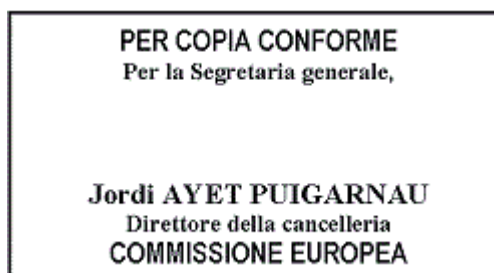 PER COPIA CONFORME
Per la Segretaria generale,
Jordi AYET PUIGARNAU
Direttore della cancelleria
COMMISSIONE EUROPEA